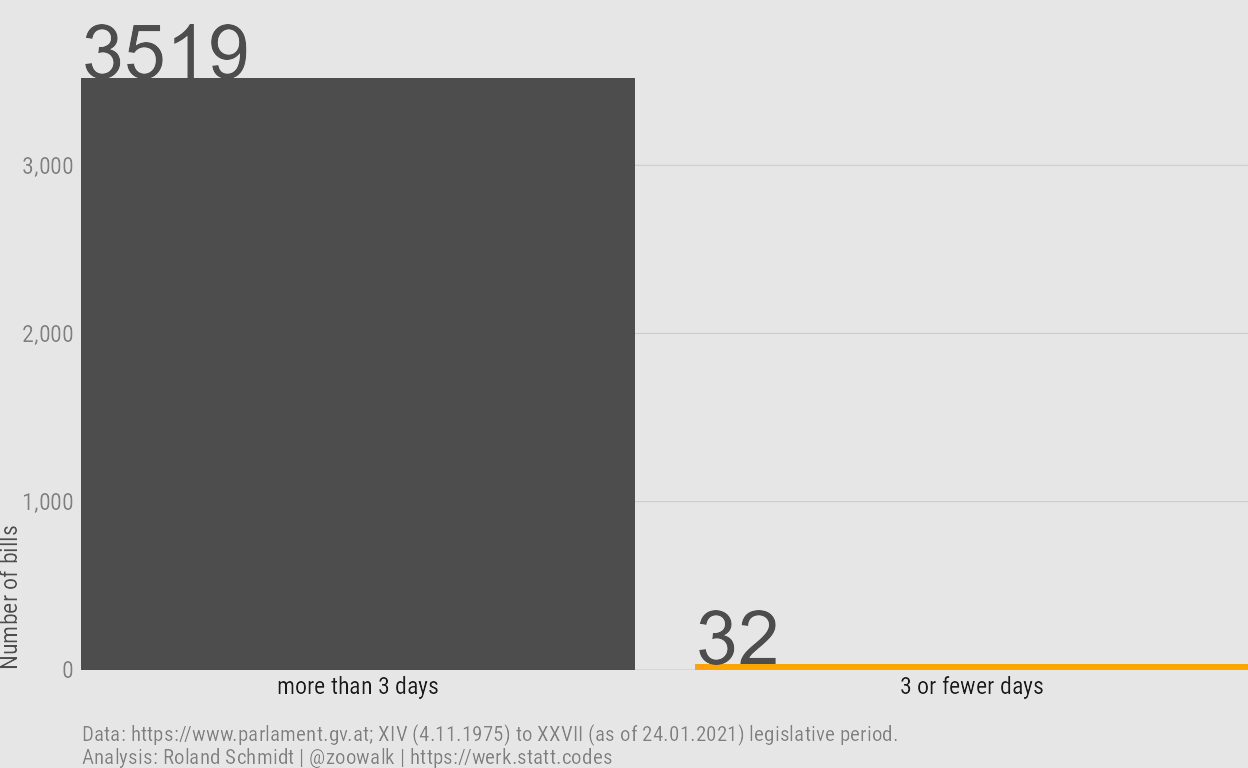 3519
3,000
2,000
1,000
Number of bills
32
0
more than 3 days
3 or fewer days
Data: https://www.parlament.gv.at; XIV (4.11.1975) to XXVII (as of 24.01.2021) legislative period.
Analysis: Roland Schmidt | @zoowalk | https://werk.statt.codes